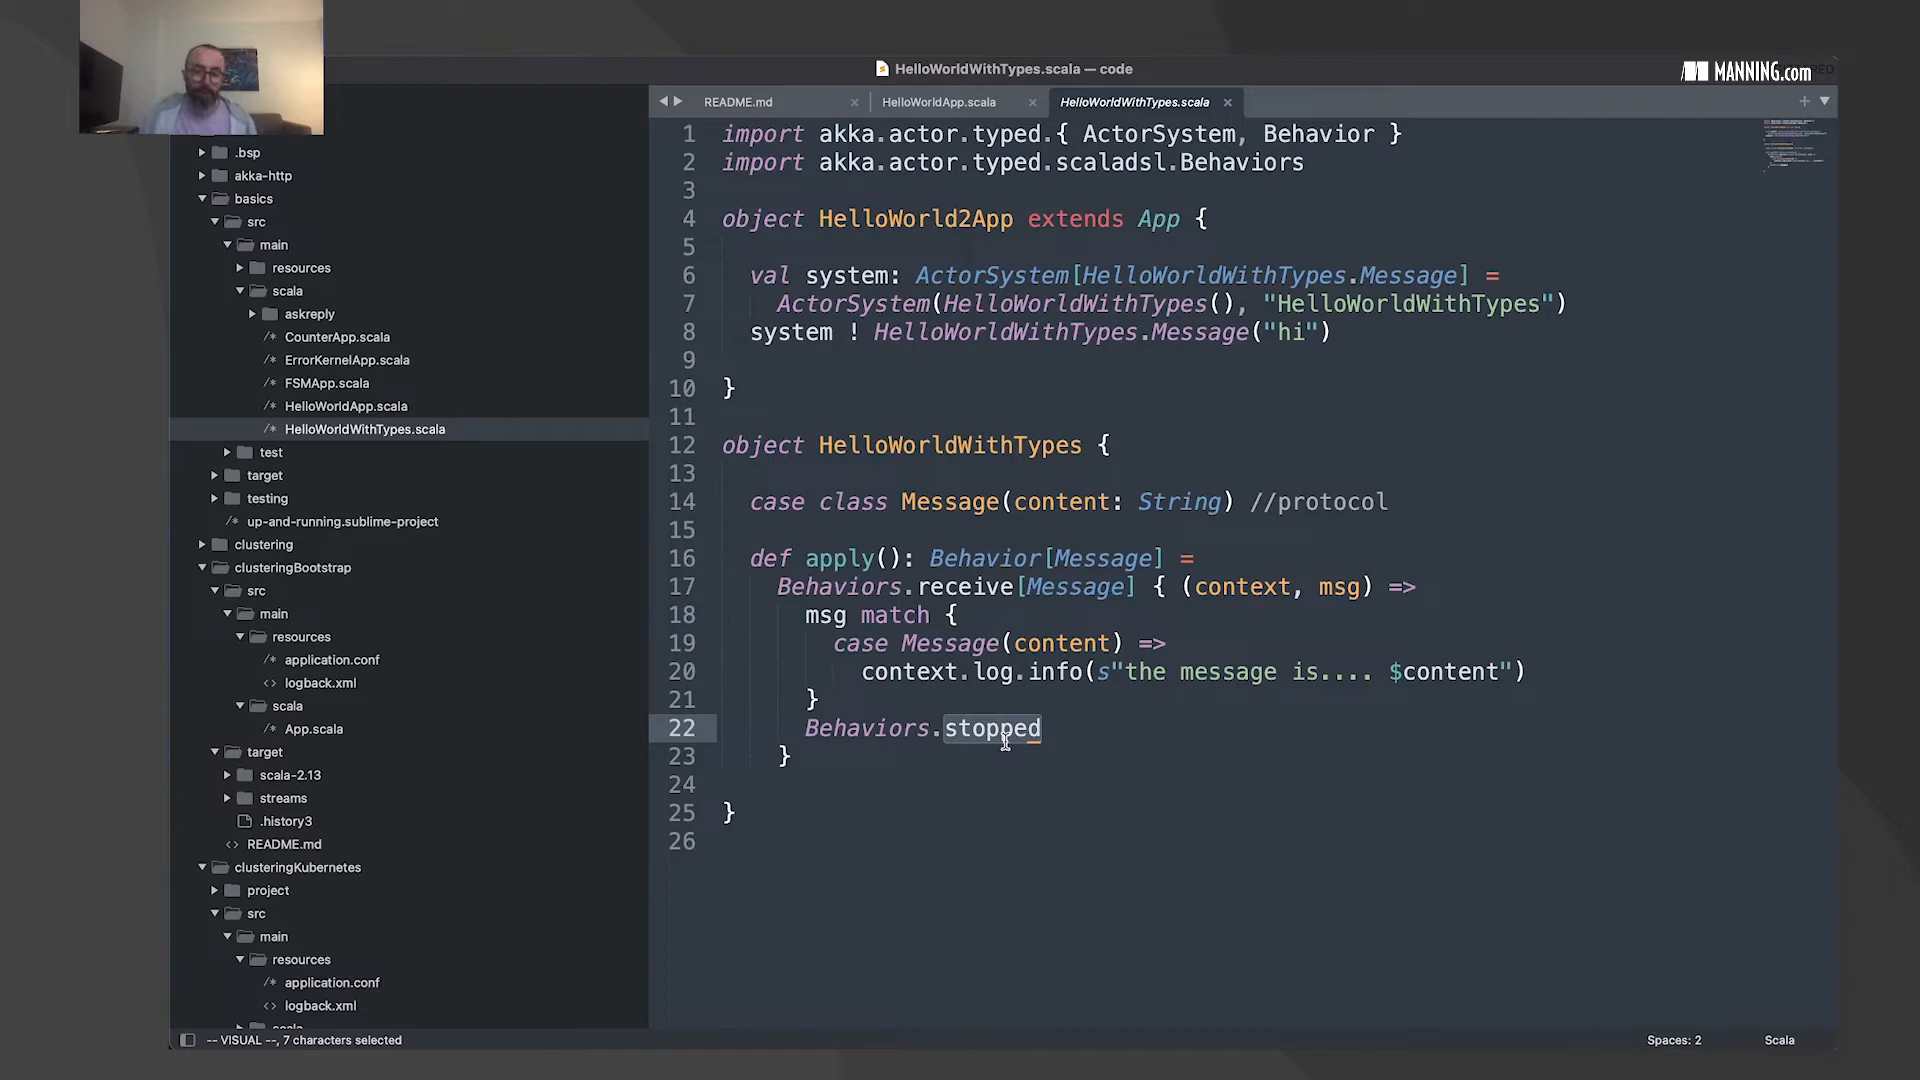 HelloWorldWithTypes.scala — code
MANNING.com
README.md
HelloWorldApp.scala
HelloWorldWithTypes.scala
.bsp
akka-http
basics
src
main
resources
scala
askreply
CounterApp.scala
ErrorKernelApp.scala
FSMApp.scala
HelloWorldApp.scala
HelloWorldWithTypes.scala
test
target
testing
up-and-running.sublime-project
clustering
clusteringBootstrap
src
main
resources
application.conf
logback.xml
scala
App.scala
target
scala-2.13
streams
.history3
README.md
clusteringKubernetes
project
src
main
resources
application.conf
logback.xml
1 import akka.actor.typed.{ ActorSystem, Behavior }
2 import akka.actor.typed.scaladsl.Behaviors
3
4 object HelloWorld2App extends App {
5
6 val system: ActorSystem[HelloWorldWithTypes.Message] =
7 ActorSystem(HelloWorldWithTypes(), "HelloWorldWithTypes")
8 system ! HelloWorldWithTypes.Message("hi")
9
10 }
11
12 object HelloWorldWithTypes {
13
14 case class Message(content: String) //protocol
15
16 def apply(): Behavior[Message] =
17 Behaviors.receive[Message] { (context, msg) =>
18 msg match {
19 case Message(content) =>
20 context.log.info(s"the message is.... $content")
21 }
22 Behaviors.stopped
23 }
24
25 }
26
-- VISUAL --, 7 characters selected
Spaces: 2
Scala